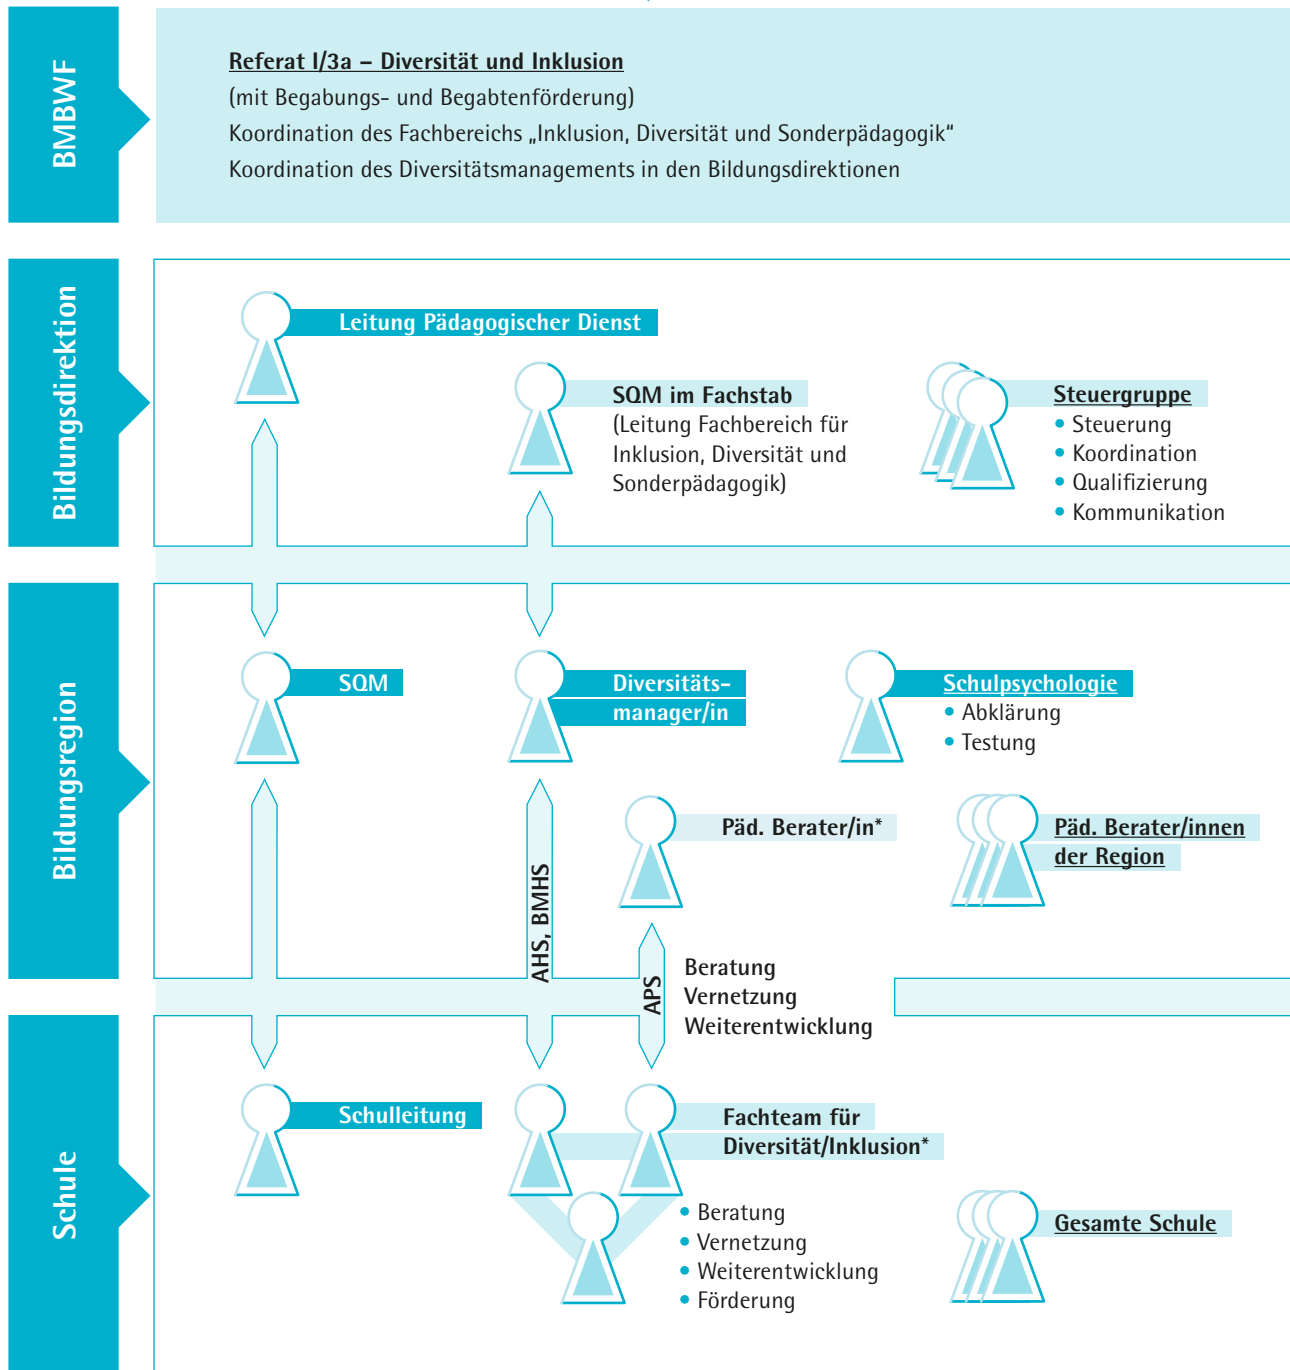 BMBWF
Referat I/3a – Diversität und Inklusion
(mit Begabungs- und Begabtenförderung)
Koordination des Fachbereichs „Inklusion, Diversität und Sonderpädagogik“
Koordination des Diversitätsmanagements in den Bildungsdirektionen
Bildungsdirektion
Leitung Pädagogischer Dienst
SQM im Fachstab
(Leitung Fachbereich für
Inklusion, Diversität und
Sonderpädagogik)
Steuergruppe
• Steuerung
• Koordination
• Qualifizierung
• Kommunikation
Bildungsregion
SQM
Diversitäts-
manager/in
Schulpsychologie
• Abklärung
• Testung
Päd. Berater/in*
Päd. Berater/innen
der Region
AHS, BMHS
APS
Beratung
Vernetzung
Weiterentwicklung
Schule
Schulleitung
Fachteam für
Diversität/Inklusion*
• Beratung
• Vernetzung
• Weiterentwicklung
• Förderung
Gesamte Schule